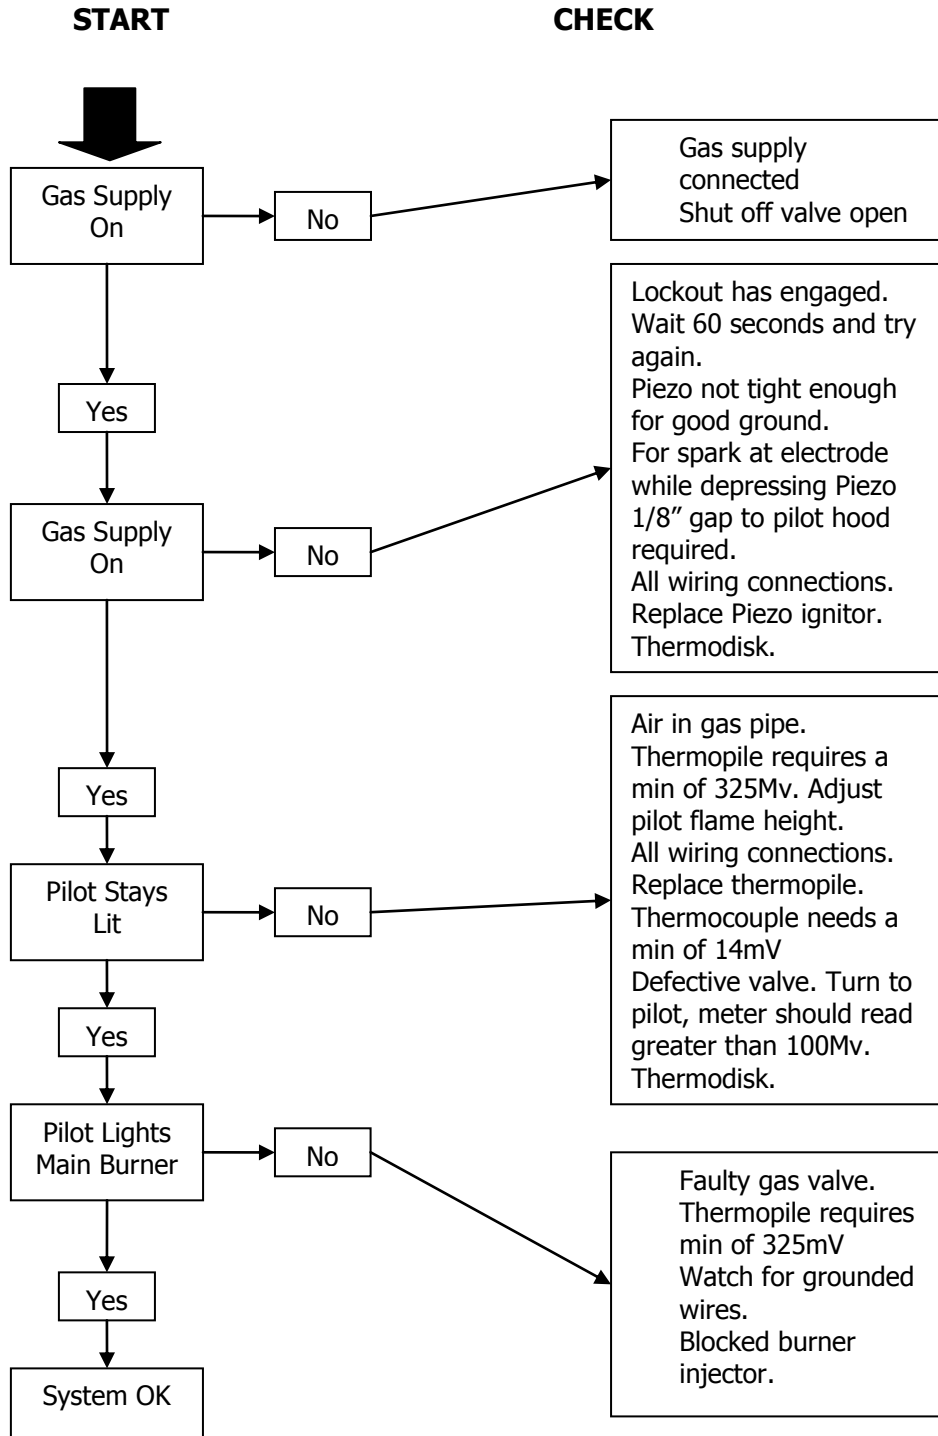 START
CHECK
Gas Supply
On
No
Gas supply
connected
Shut off valve open
Yes
Gas Supply
On
No
Lockout has engaged.
Wait 60 seconds and try
again.
Piezo not tight enough
for good ground.
For spark at electrode
while depressing Piezo
1/8” gap to pilot hood
required.
All wiring connections.
Replace Piezo ignitor.
Thermodisk.
Yes
Pilot Stays
Lit
No
Air in gas pipe.
Thermopile requires a
min of 325Mv. Adjust
pilot flame height.
All wiring connections.
Replace thermopile.
Thermocouple needs a
min of 14mV
Defective valve. Turn to
pilot, meter should read
greater than 100Mv.
Thermodisk.
Yes
Pilot Lights
Main Burner
No
Faulty gas valve.
Thermopile requires
min of 325mV
Watch for grounded
wires.
Blocked burner
injector.
Yes
System OK